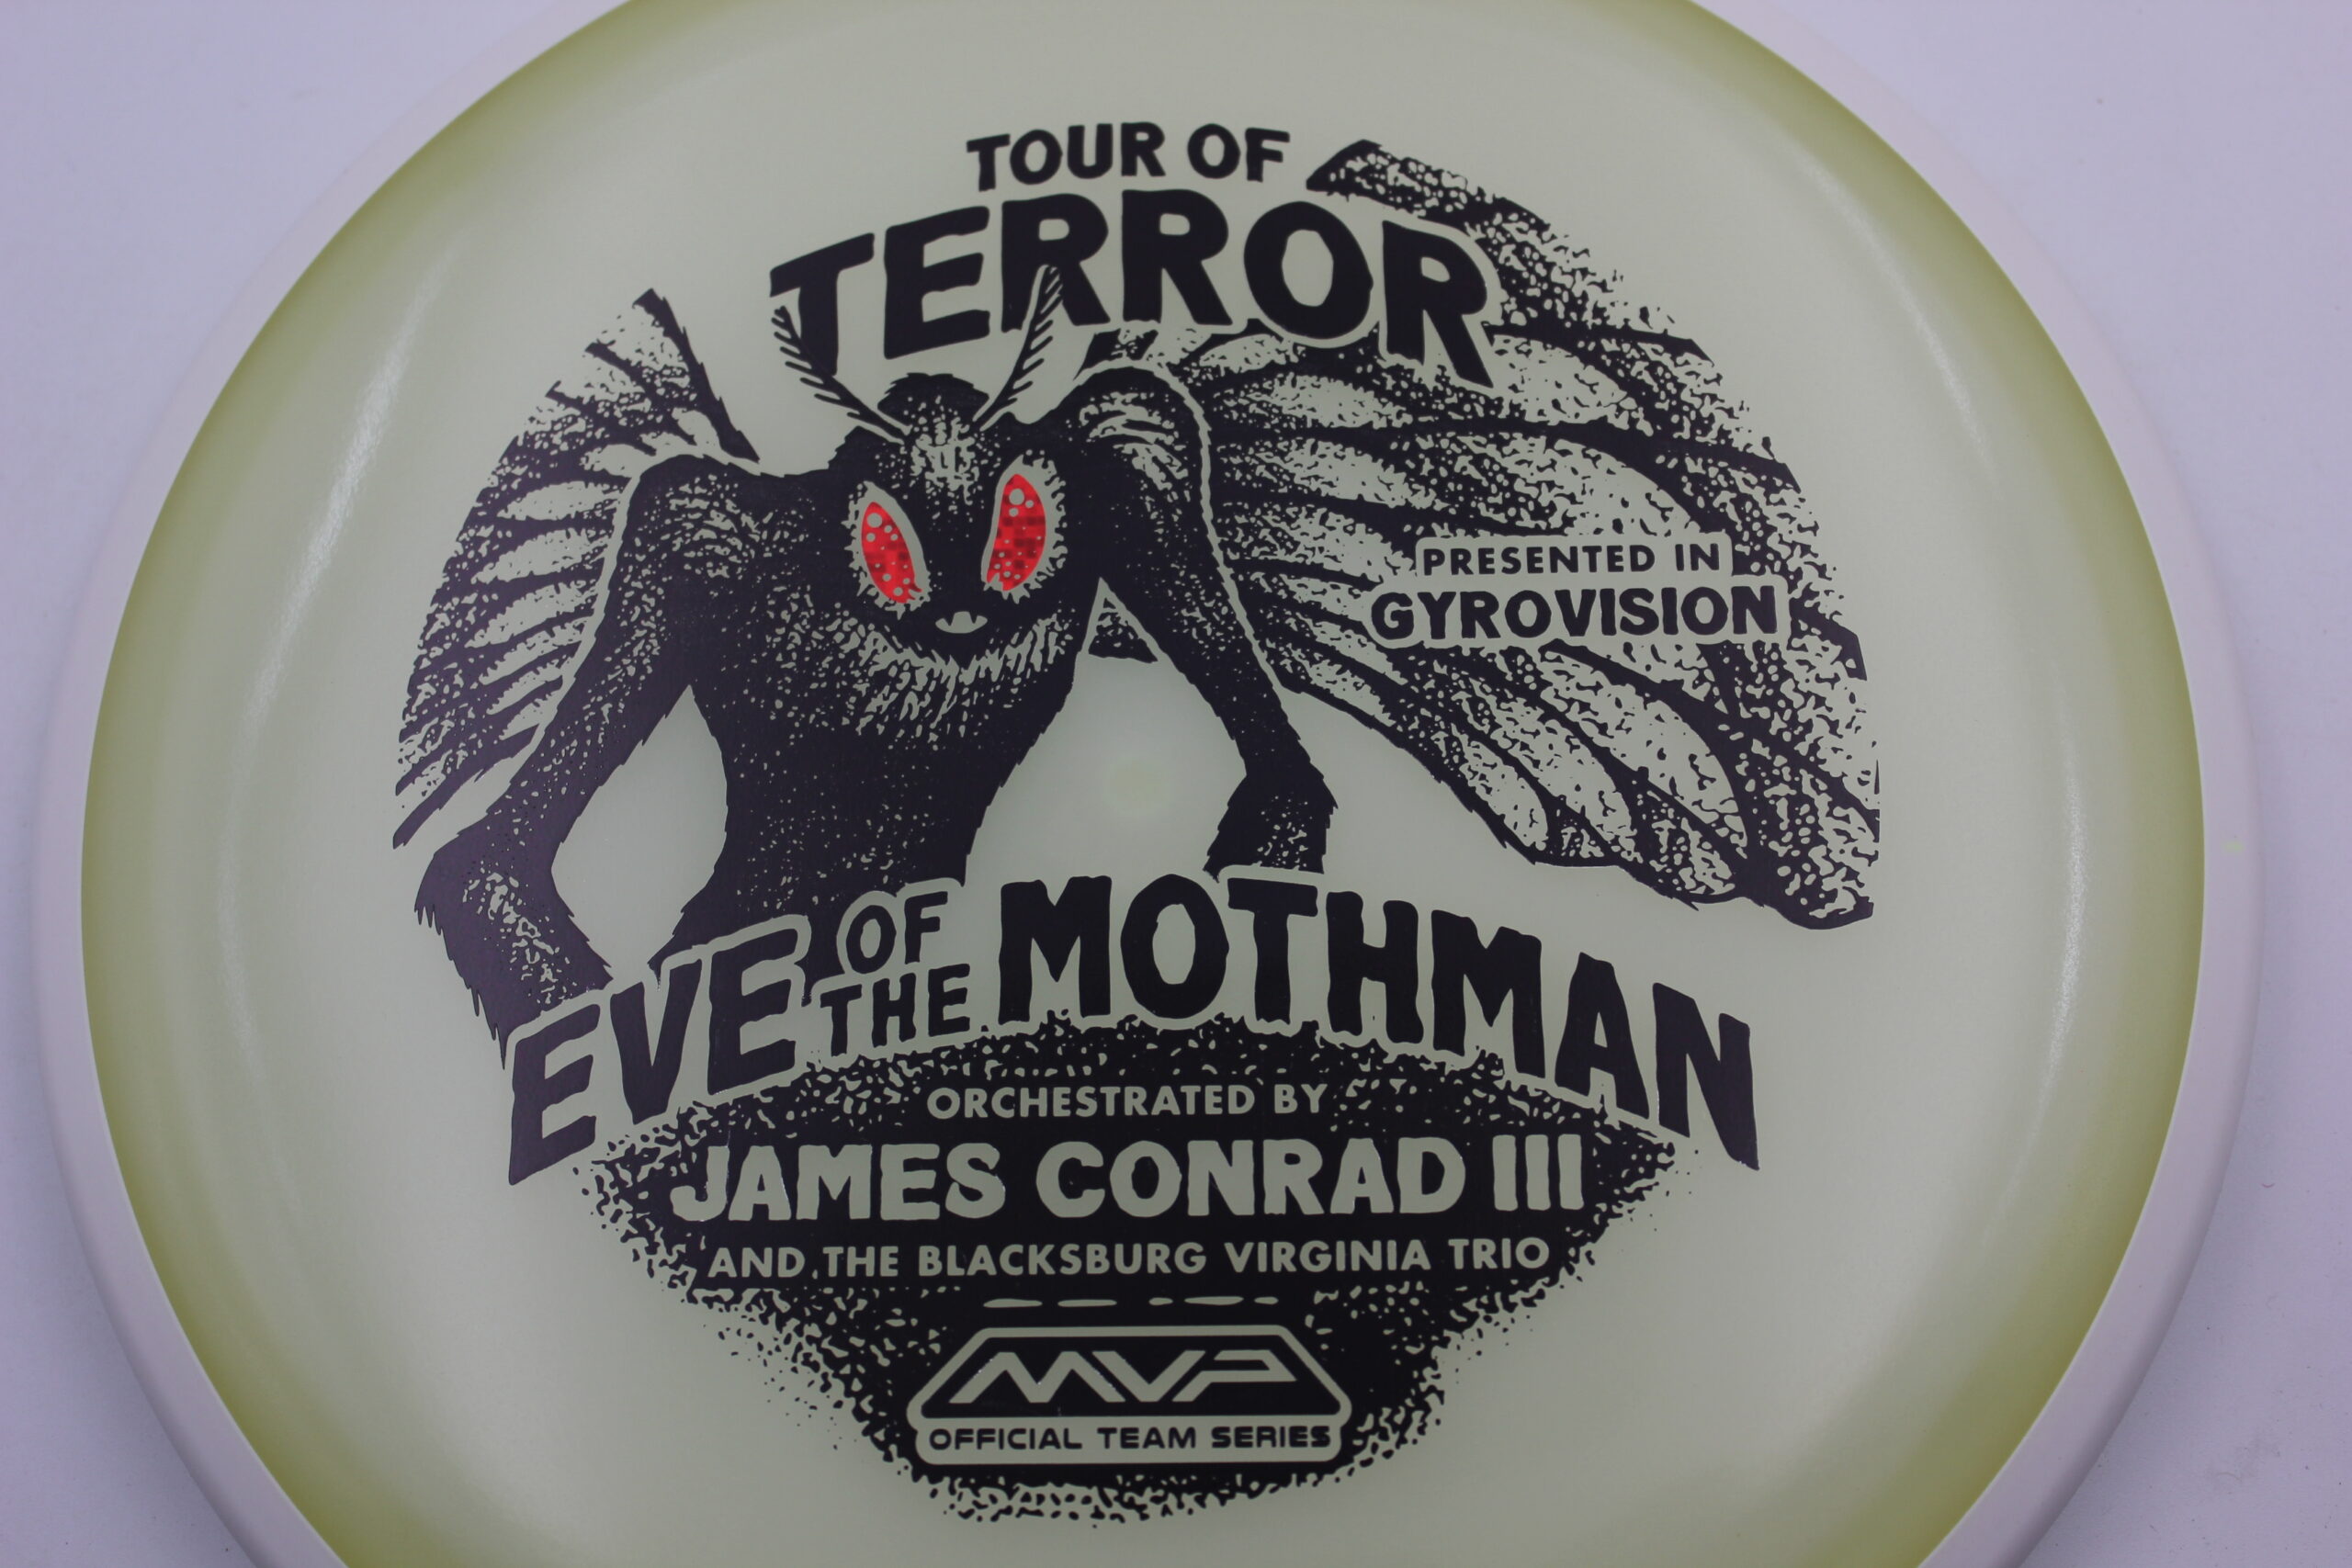 TOUR OF
TERROR
PRESENTED IN
GYROVISION
EVE OF THE MOTHMAN
ORCHESTRATED BY
JAMES CONRAD III
AND THE BLACKSBURG VIRGINIA TRIO
MVP
OFFICIAL TEAM SERIES